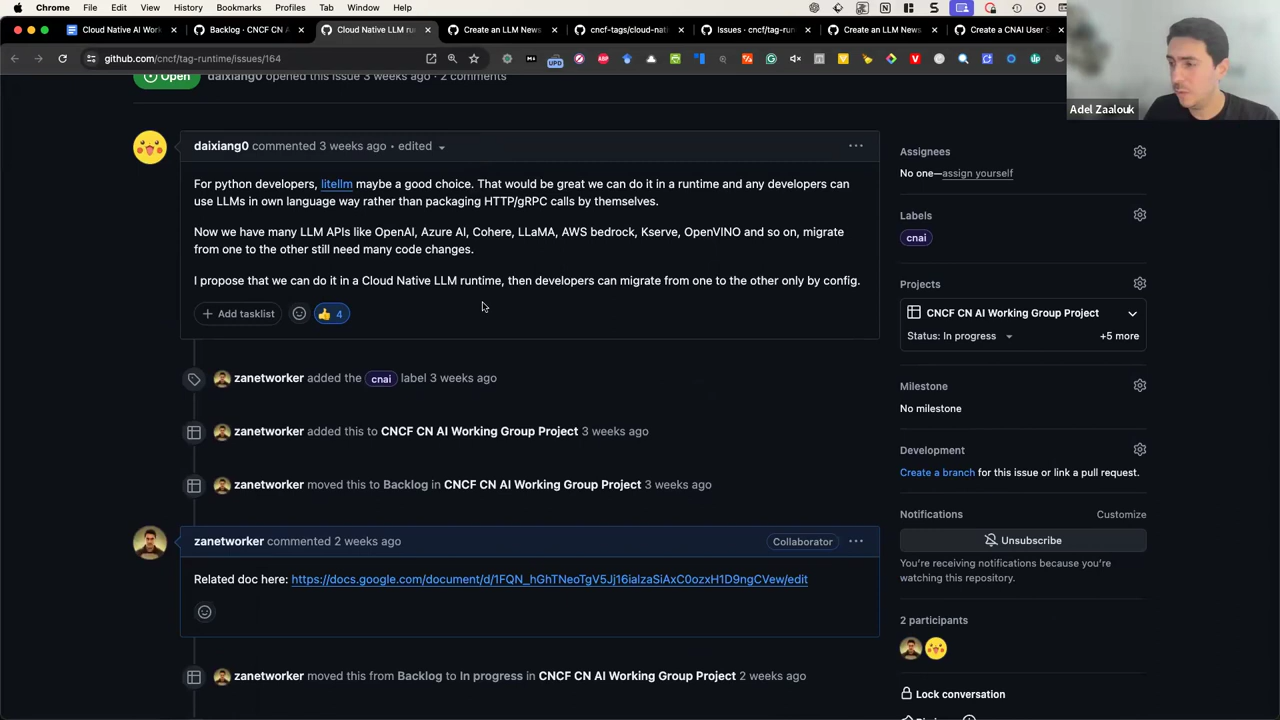 Chrome File Edit View History Bookmarks Profiles Tab Window Help
Cloud Native AI Work
Backlog · CNCF CN A
Cloud Native LLM ru
Create an LLM News
cncf-tags/cloud-nati
Issues · cncf/tag-run
Create an LLM News
Create a CNAI User S
github.com/cncf/tag-runtime/issues/164
Adel Zaalouk
Open daixiang0 opened this issue 3 weeks ago · 2 comments
daixiang0 commented 3 weeks ago • edited
For python developers, litellm maybe a good choice. That would be great we can do it in a runtime and any developers can
use LLMs in own language way rather than packaging HTTP/gRPC calls by themselves.
Now we have many LLM APIs like OpenAI, Azure AI, Cohere, LLaMA, AWS bedrock, Kserve, OpenVINO and so on, migrate
from one to the other still need many code changes.
I propose that we can do it in a Cloud Native LLM runtime, then developers can migrate from one to the other only by config.
Add tasklist
4
zanetworker added the cnai label 3 weeks ago
zanetworker added this to CNCF CN AI Working Group Project 3 weeks ago
zanetworker moved this to Backlog in CNCF CN AI Working Group Project 3 weeks ago
zanetworker commented 2 weeks ago
Collaborator
Related doc here: https://docs.google.com/document/d/1FQN_hGhTNeoTgV5Jj16ialzaSiAxC0ozxH1D9ngCVew/edit
zanetworker moved this from Backlog to In progress in CNCF CN AI Working Group Project 2 weeks ago
Assignees
No one—assign yourself
Labels
cnai
Projects
CNCF CN AI Working Group Project
Status: In progress
+5 more
Milestone
No milestone
Development
Create a branch for this issue or link a pull request.
Notifications
Customize
Unsubscribe
You're receiving notifications because you're
watching this repository.
2 participants
Lock conversation